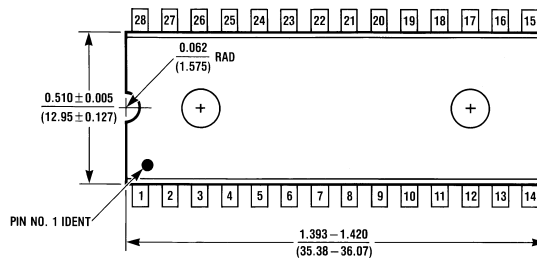 28 27 26 25 24 23 22 21 20 19 18 17 16 15
0.062
(1.575)
RAD
0.510 ± 0.005
(12.95 ± 0.127)
PIN NO. 1 IDENT
1 2 3 4 5 6 7 8 9 10 11 12 13 14
1.393 – 1.420
(35.38 – 36.07)